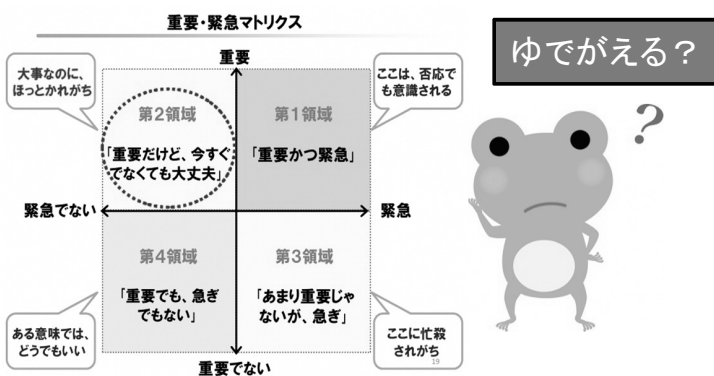 重要・緊急マトリクス
ゆでがえる？
重要
大事なのに、
ほっとかれがち
ここは、否応で
も意識される
第2領域
「重要だけど、今すぐ
でなくても大丈夫」
第1領域
「重要かつ緊急」
?
緊急でない
緊急
第4領域
「重要でも、急ぎ
でもない」
第3領域
「あまり重要じゃ
ないが、急ぎ」
ある意味では、
どうでもいい
ここに忙殺
されがち
19
重要でない